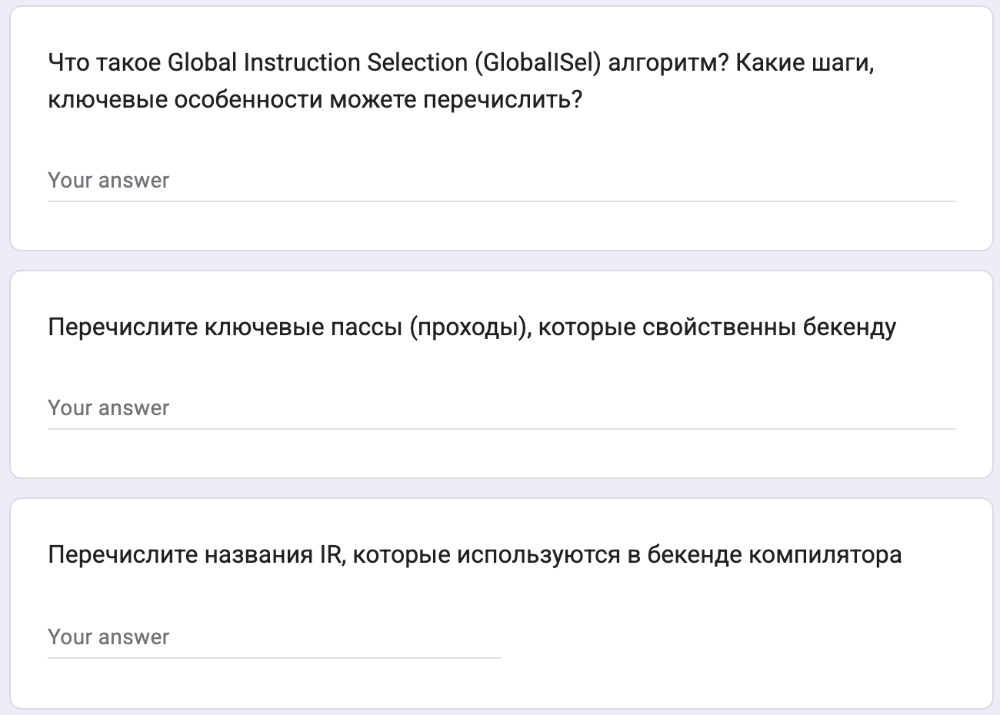 Что такое Global Instruction Selection (GlobalISel) алгоритм? Какие шаги,
ключевые особенности можете перечислить?
Your answer
Перечислите ключевые пассы (проходы), которые свойственны бекенду
Your answer
Перечислите названия IR, которые используются в бекенде компилятора
Your answer